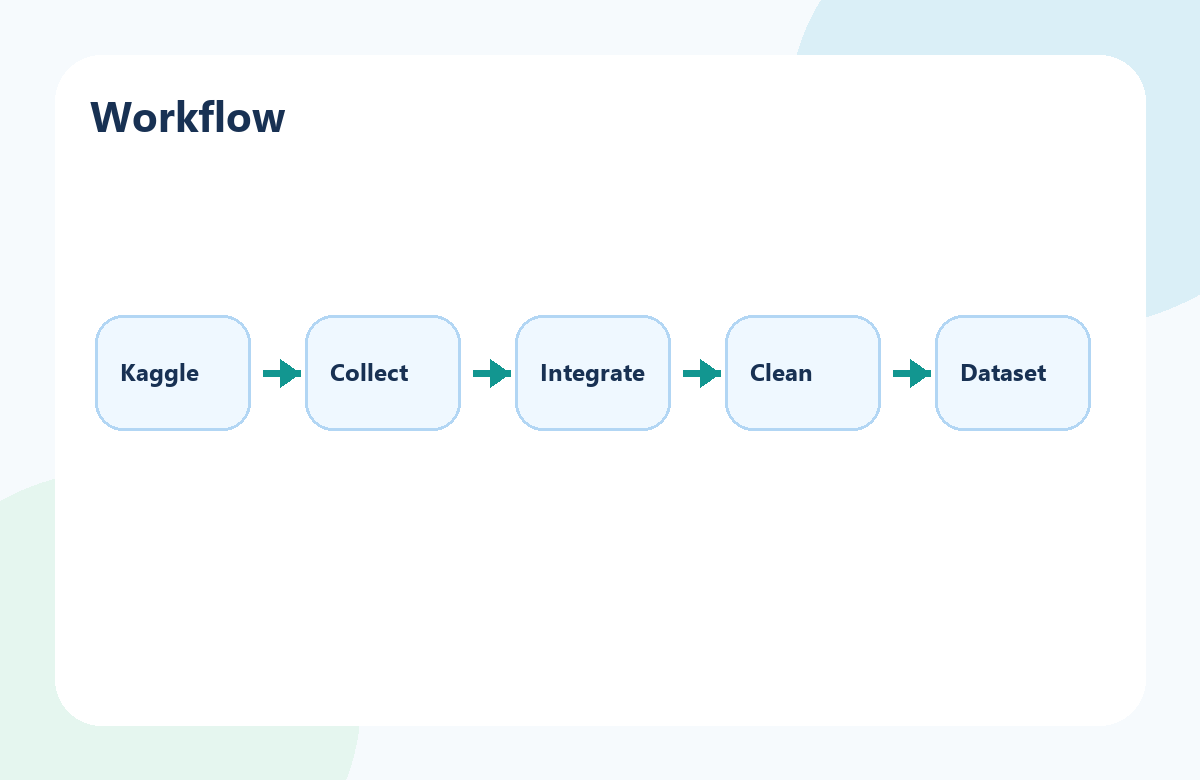 Workflow
Kaggle
Collect
Integrate
Clean
Dataset